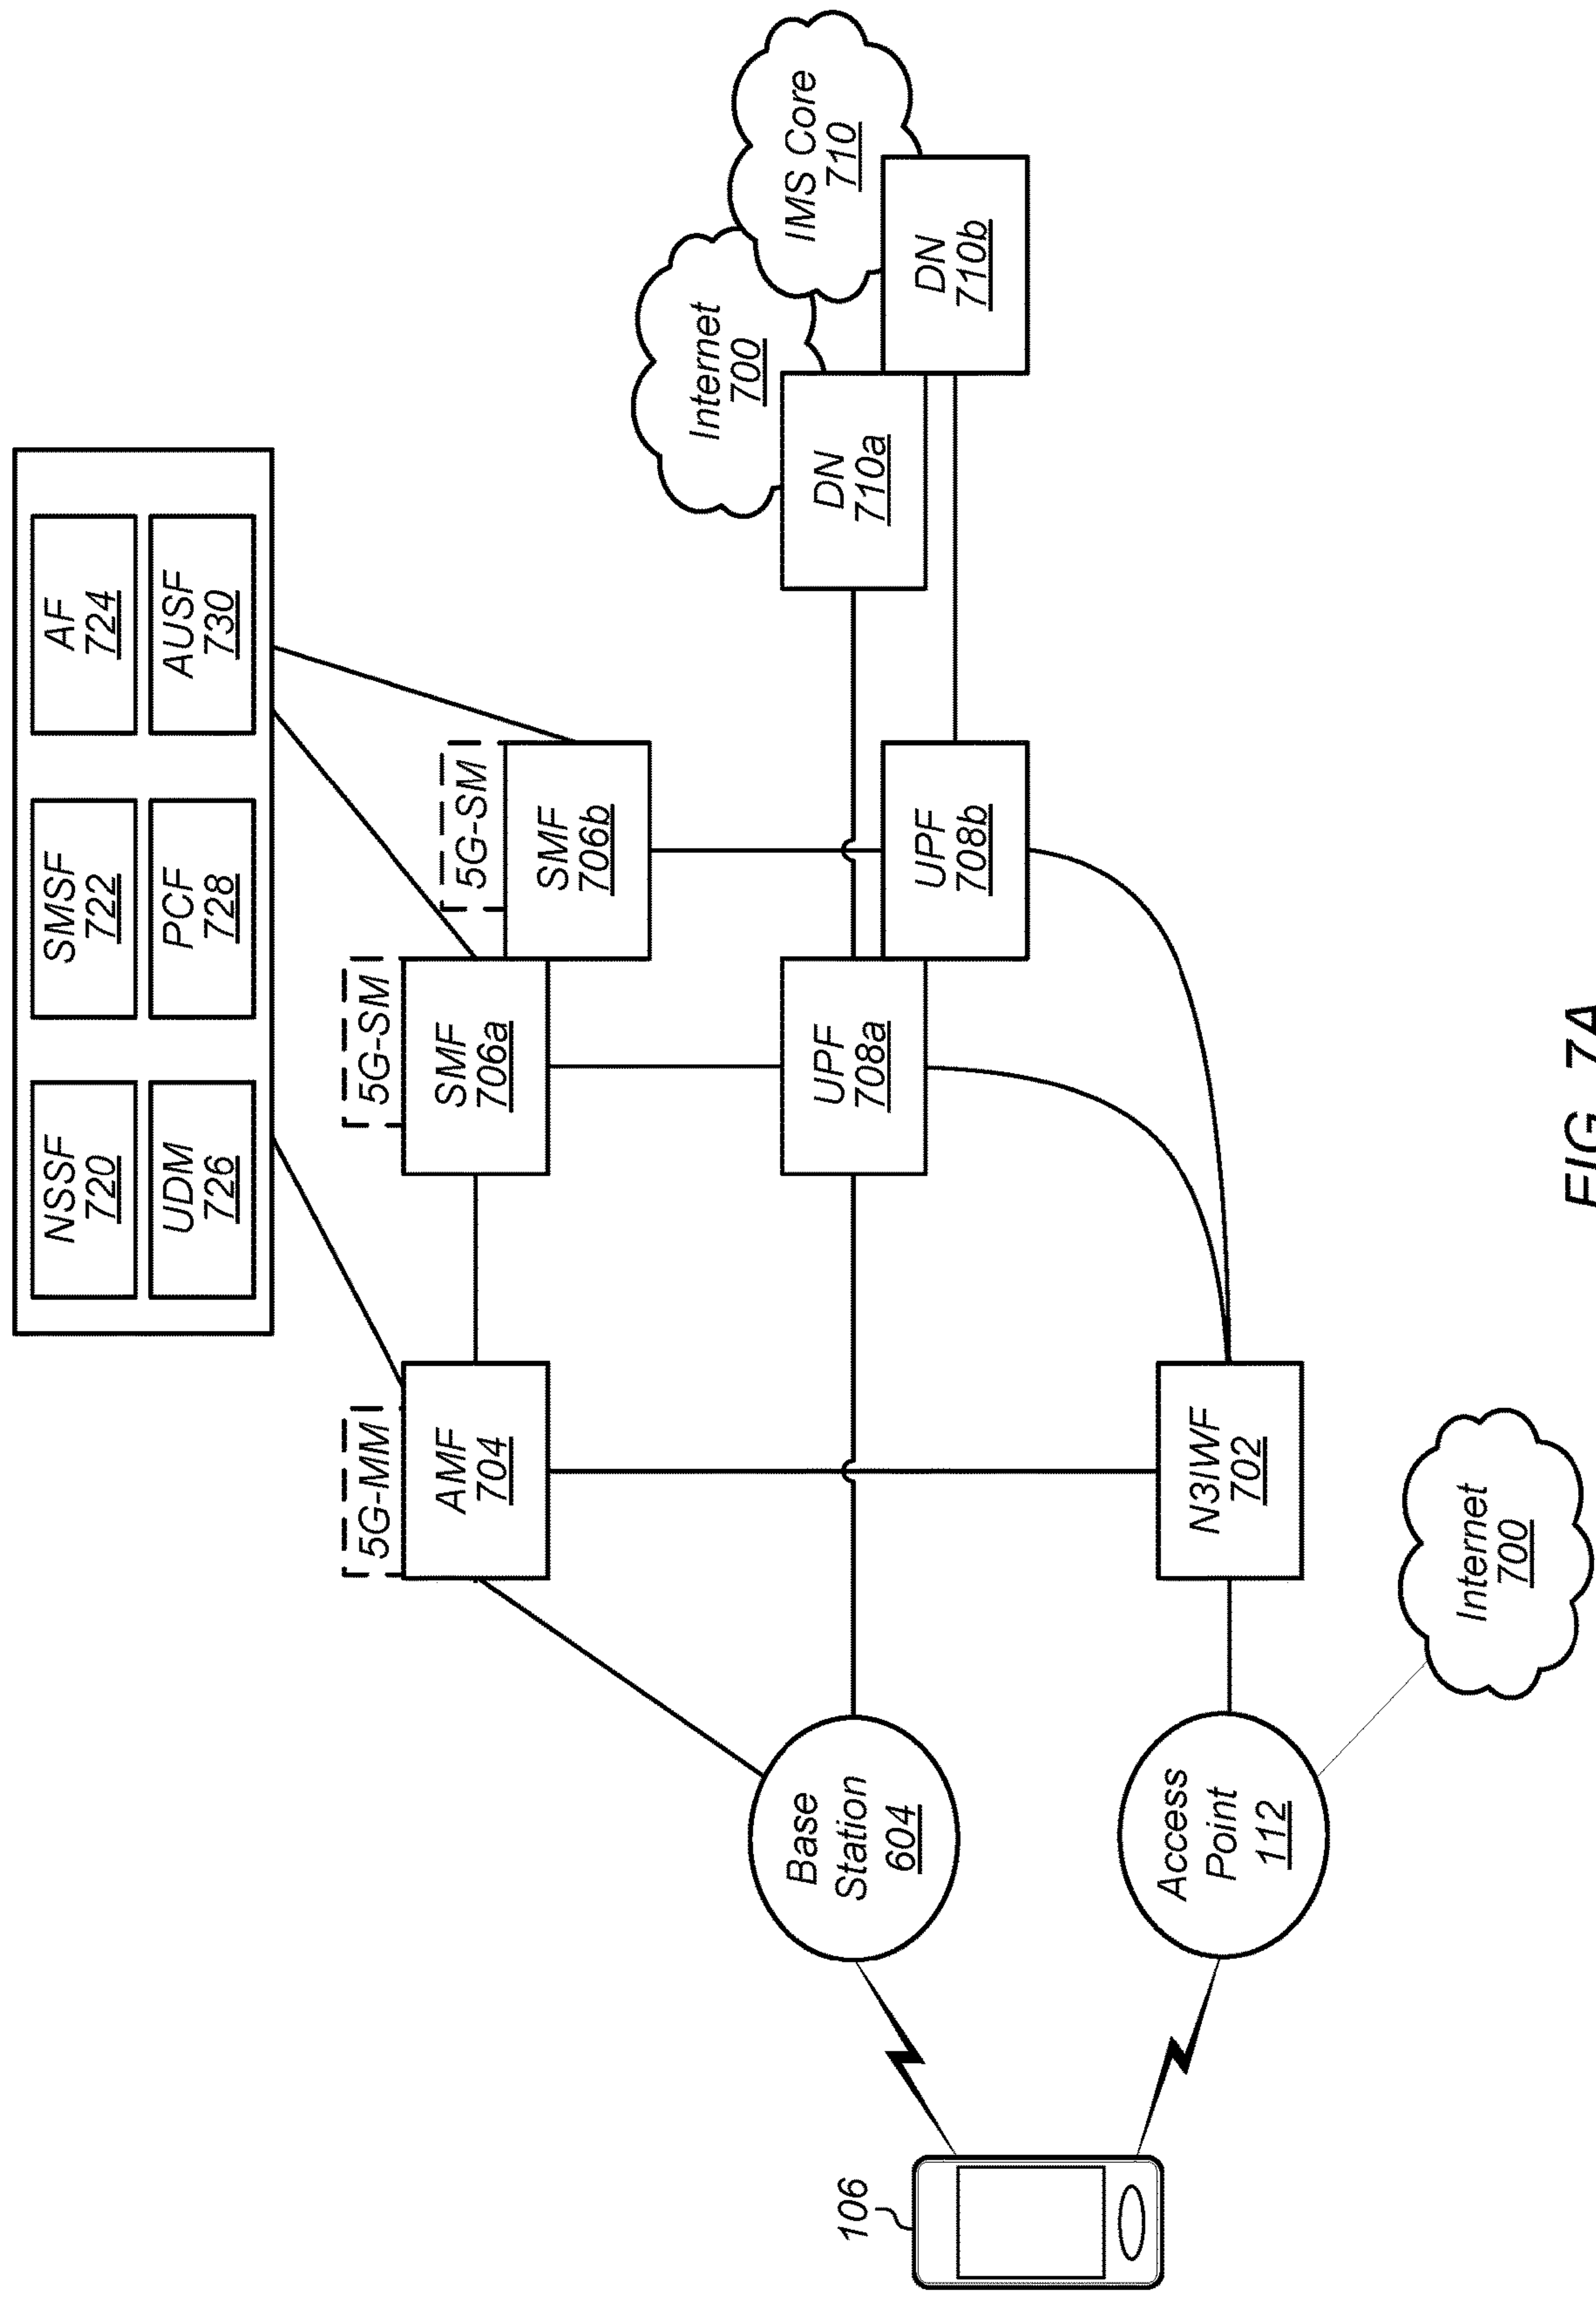 NSSF
720
SMSF
722
AF
724
UDM
726
PCF
728
AUSF
730
5G-MM
5G-SM
5G-SM
AMF
704
SMF
706a
SMF
706b
Internet
700
IMS Core
710
Base
Station
604
UPF
708a
UPF
708b
DN
710a
DN
710b
106
Access
Point
112
N3IWF
702
Internet
700
FIG. 7A